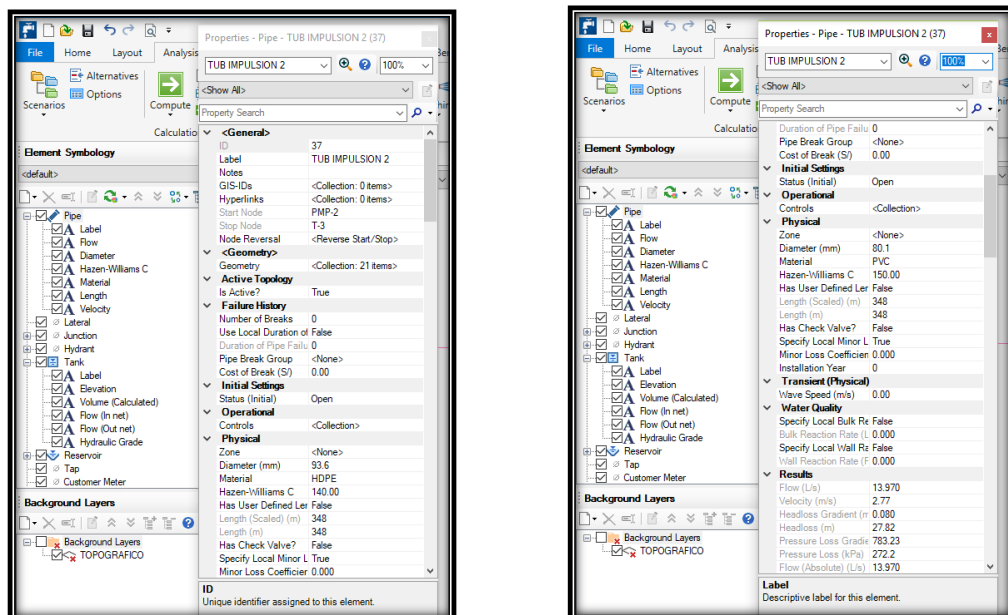 Properties - Pipe - TUB IMPULSION 2 (37)
File Home Layout Analysis
TUB IMPULSION 2 100%
Scenarios
Alternatives
Options
Compute
<Show All>
Property Search
Calculatio
Element Symbology
<default>
Pipe
Label
Flow
Diameter
Hazen-Williams C
Material
Length
Velocity
Lateral
Junction
Hydrant
Tank
Label
Elevation
Volume (Calculated)
Flow (In net)
Flow (Out net)
Hydraulic Grade
Reservoir
Tap
Customer Meter
Background Layers
Background Layers
TOPOGRAFICO
<General>
ID 37
Label TUB IMPULSION 2
Notes
GIS-IDs <Collection: 0 items>
Hyperlinks <Collection: 0 items>
Start Node PMP-2
Stop Node T-3
Node Reversal <Reverse Start/Stop>
<Geometry>
Geometry <Collection: 21 items>
Active Topology
Is Active? True
Failure History
Number of Breaks 0
Use Local Duration of False
Duration of Pipe Failu 0
Pipe Break Group <None>
Cost of Break (S/) 0.00
Initial Settings
Status (Initial) Open
Operational
Controls <Collection>
Physical
Zone <None>
Diameter (mm) 93.6
Material HDPE
Hazen-Williams C 140.00
Has User Defined Ler False
Length (Scaled) (m) 348
Length (m) 348
Has Check Valve? False
Specify Local Minor L True
Minor Loss Coefficier 0.000
ID
Unique identifier assigned to this element.
Properties - Pipe - TUB IMPULSION 2 (37) x
File Home Layout Analysis
TUB IMPULSION 2 100%
Scenarios
Alternatives
Options
Compute
<Show All>
Property Search
Calculatio
Element Symbology
<default>
Pipe
Label
Flow
Diameter
Hazen-Williams C
Material
Length
Velocity
Lateral
Junction
Hydrant
Tank
Label
Elevation
Volume (Calculated)
Flow (In net)
Flow (Out net)
Hydraulic Grade
Reservoir
Tap
Customer Meter
Background Layers
Background Layers
TOPOGRAFICO
Duration of Pipe Failu 0
Pipe Break Group <None>
Cost of Break (S/) 0.00
Initial Settings
Status (Initial) Open
Operational
Controls <Collection>
Physical
Zone <None>
Diameter (mm) 80.1
Material PVC
Hazen-Williams C 150.00
Has User Defined Ler False
Length (Scaled) (m) 348
Length (m) 348
Has Check Valve? False
Specify Local Minor L True
Minor Loss Coefficien 0.000
Installation Year 0
Transient (Physical)
Wave Speed (m/s) 0.00
Water Quality
Specify Local Bulk Re False
Bulk Reaction Rate (L 0.000
Specify Local Wall Ra False
Wall Reaction Rate (F 0.000
Results
Flow (L/s) 13.970
Velocity (m/s) 2.77
Headloss Gradient (m 0.080
Headloss (m) 27.82
Pressure Loss Gradie 783.23
Pressure Loss (kPa) 272.2
Flow (Absolute) (L/s) 13.970
Label
Descriptive label for this element.